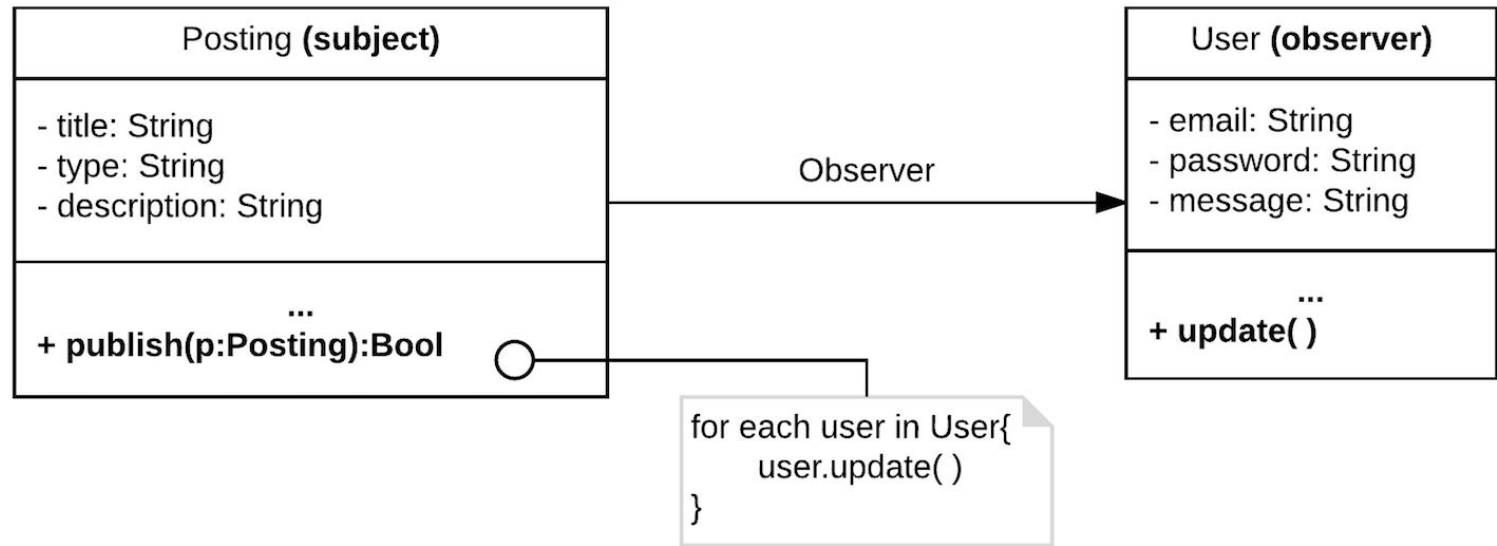 Posting (subject)
- title: String
- type: String
- description: String
...
+ publish(p:Posting):Bool
Observer
User (observer)
- email: String
- password: String
- message: String
...
+ update( )
for each user in User{
user.update( )
}